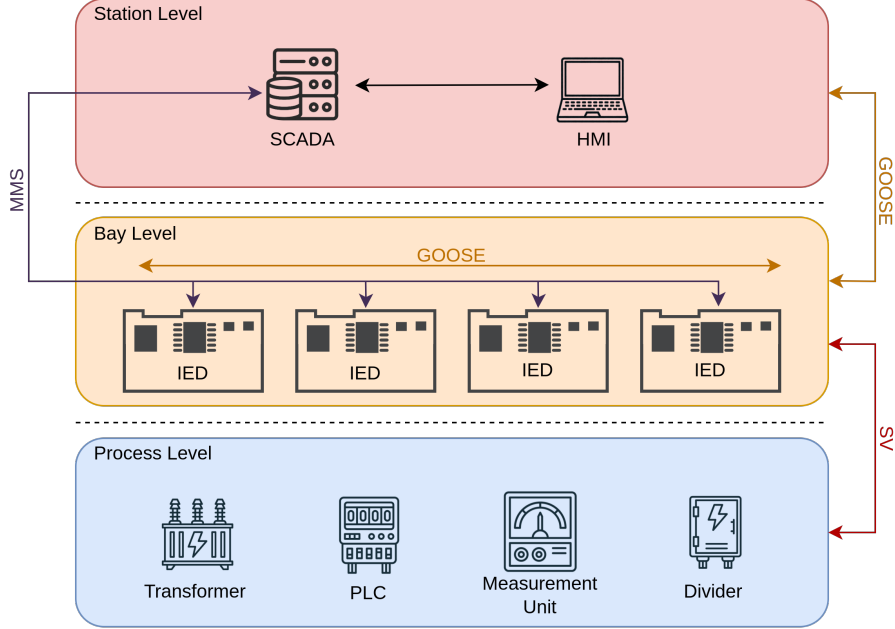 Station Level
SCADA
HMI
MMS
GOOSE
Bay Level
GOOSE
IED
IED
IED
IED
SV
Process Level
Transformer
PLC
Measurement
Unit
Divider